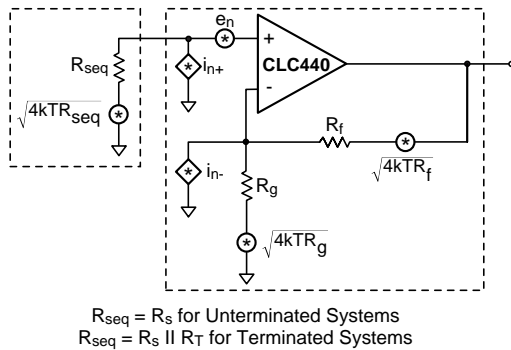 e_n
+
R_seq
i_n+
CLC440
*
√4kTR_seq
-
*
R_f
*
√4kTR_f
i_n-
*
R_g
*
√4kTR_g
*
R_seq = R_s for Unterminated Systems
R_seq = R_s II R_T for Terminated Systems